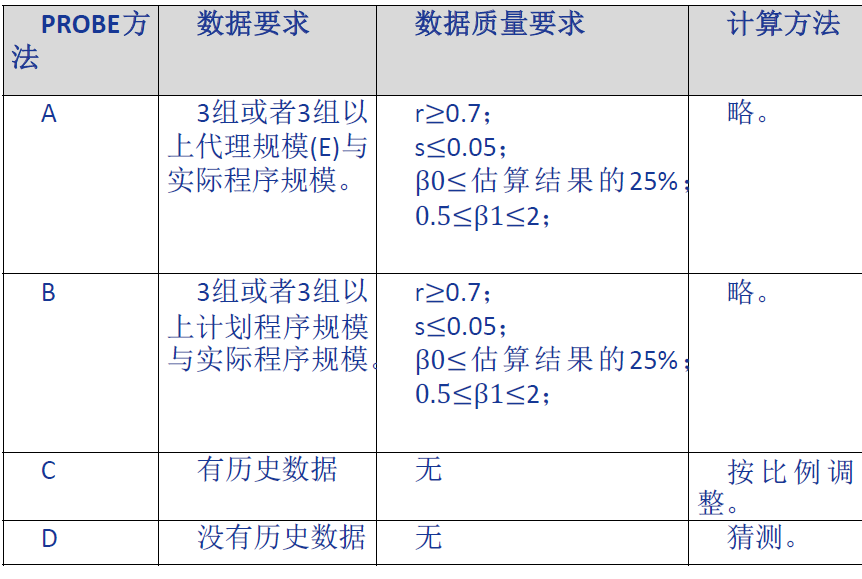 PROBE方法 数据要求 数据质量要求 计算方法
A
3组或者3组以
上代理规模(E)与
实际程序规模。
r≥0.7；
s≤0.05；
β0≤估算结果的25%；
0.5≤β1≤2；
略。
B
3组或者3组以
上计划程序规模
与实际程序规模。
r≥0.7；
s≤0.05；
β0≤估算结果的25%；
0.5≤β1≤2；
略。
C
有历史数据
无
按比例调
整。
D
没有历史数据
无
猜测。